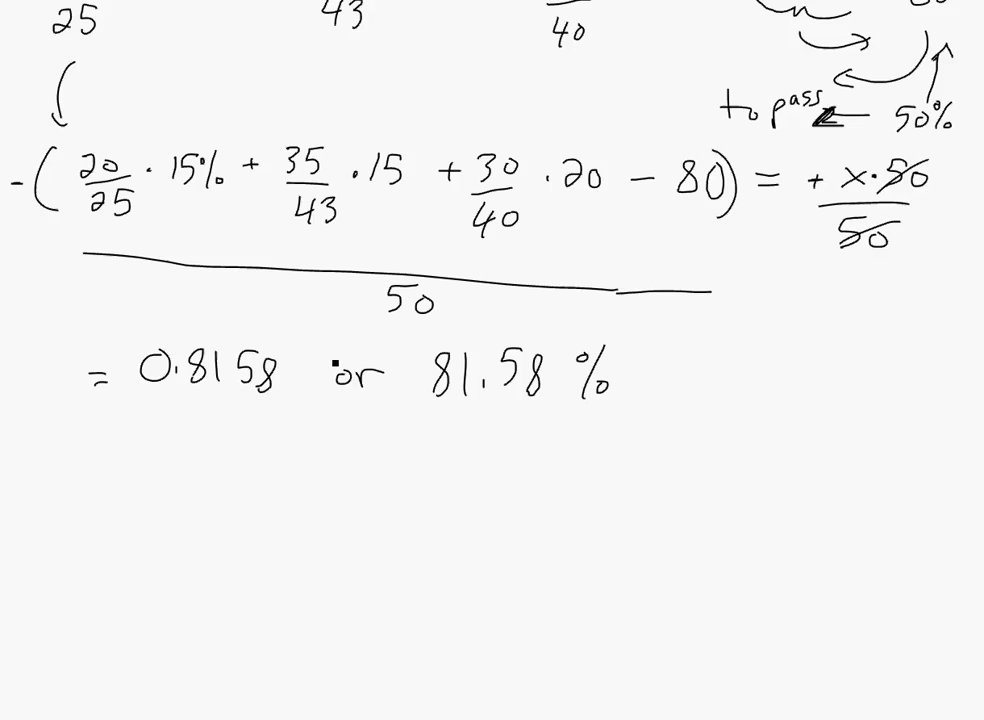 25 43 40
to pass 50%
-( 20/25 · 15% + 35/43 · 15 + 30/40 · 20 - 80) = + x·50/50
50
= 0.8158 or 81.58 %